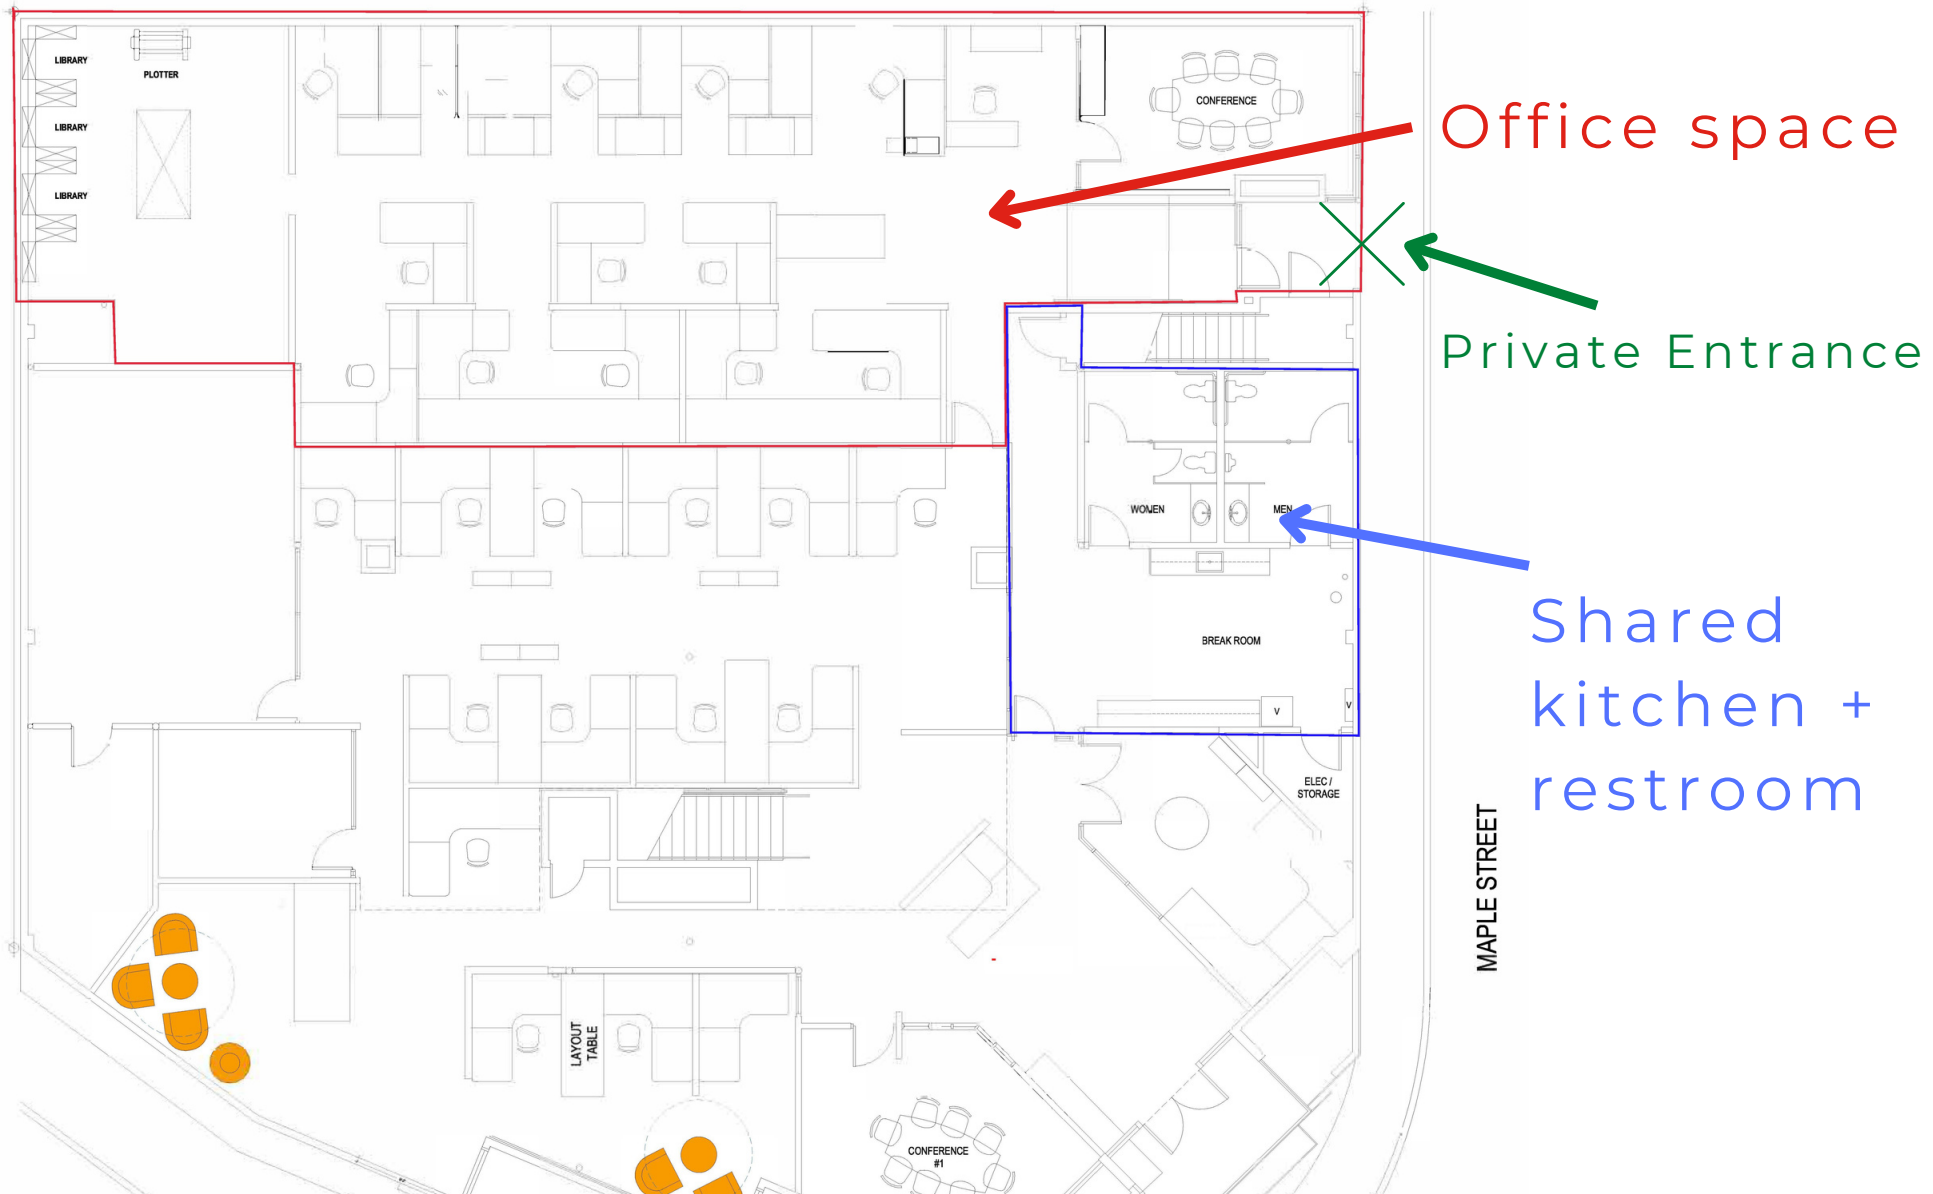 LIBRARY
PLOTTER
LIBRARY
LIBRARY
CONFERENCE
Office space
Private Entrance
WOMEN
MEN
Shared
kitchen +
restroom
BREAK ROOM
V
V
ELEC /
STORAGE
MAPLE STREET
LAYOUT
TABLE
CONFERENCE
#1